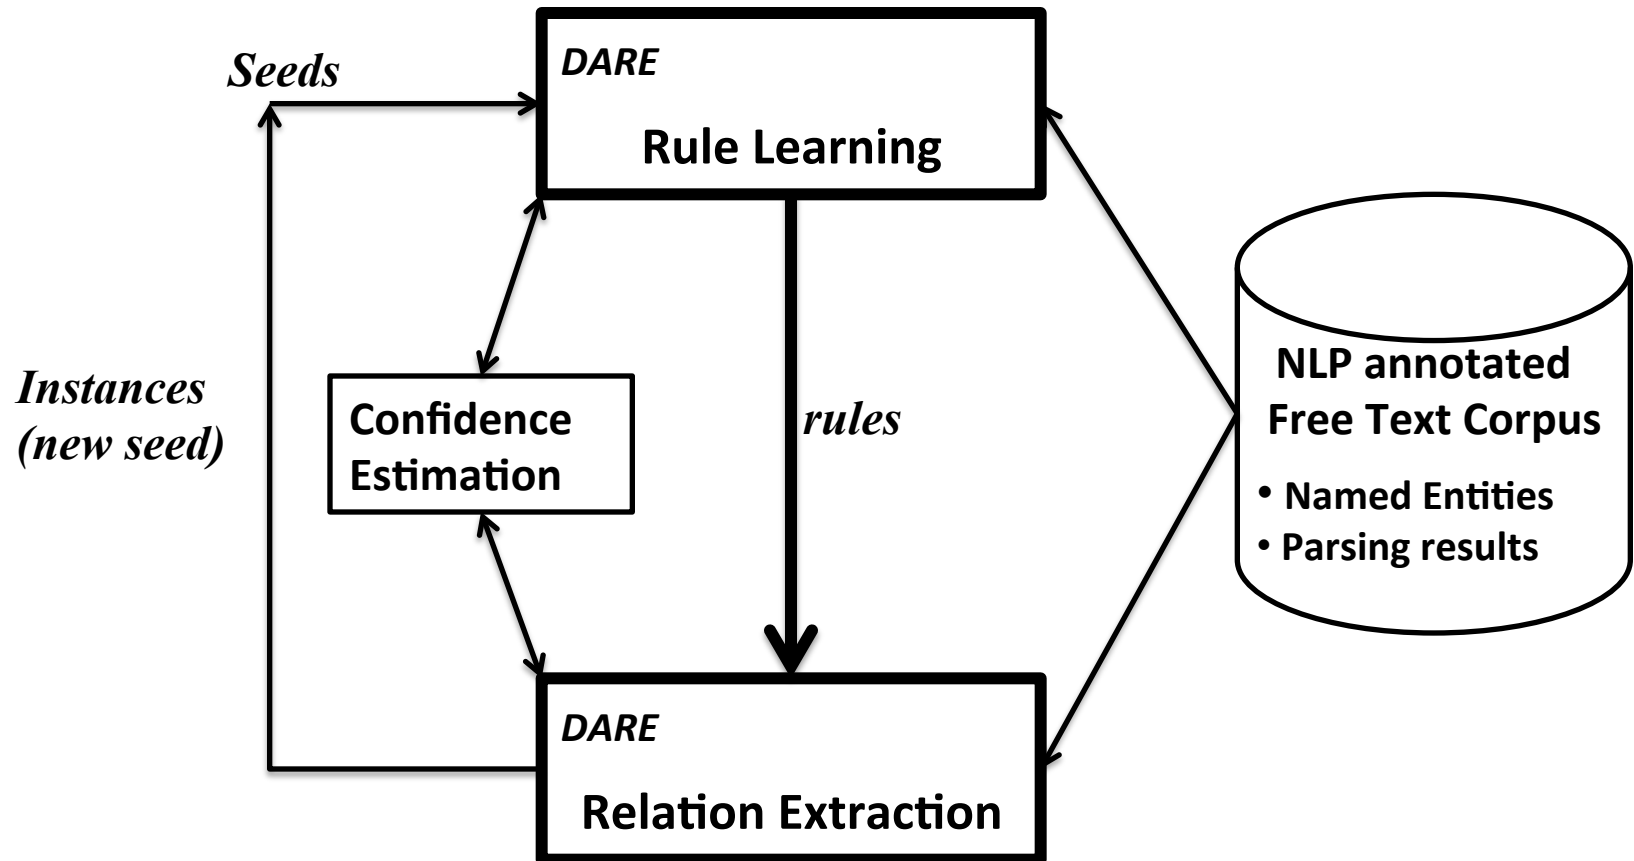 Seeds
DARE
Rule Learning
Instances
(new seed)
Confidence
Estimation
rules
NLP annotated
Free Text Corpus
• Named Entities
• Parsing results
DARE
Relation Extraction